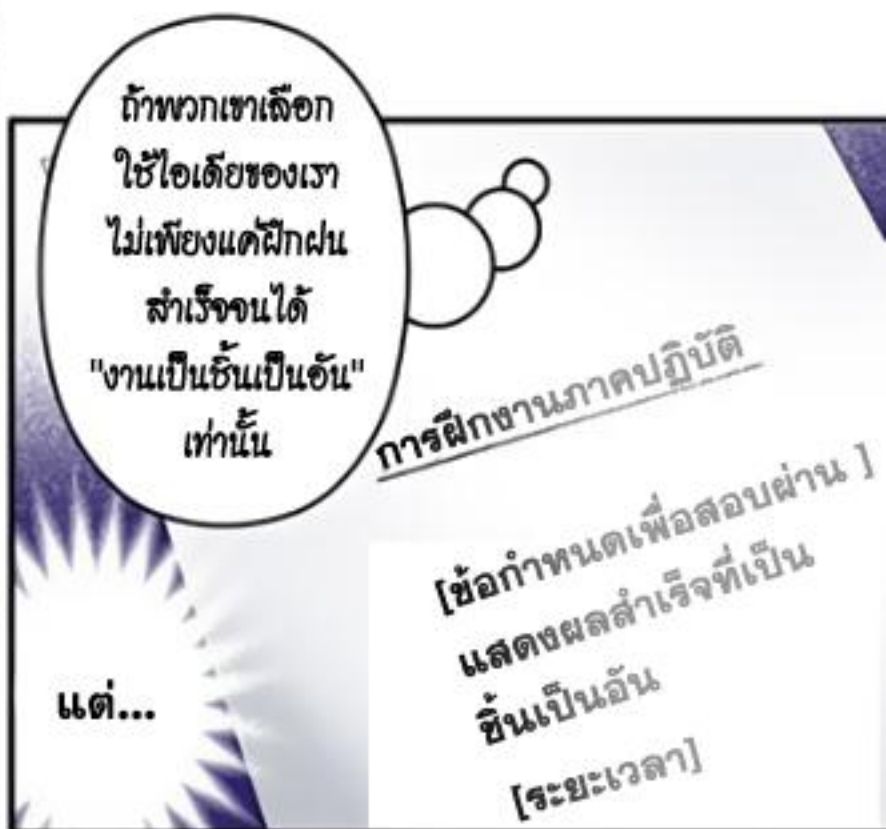 ถ้าพวกเขาเลือก
ใช้ไอเดียของเรา
ไม่เพียงแค่ฝึกฝน
สำเร็จจนได้
"งานเป็นชิ้นเป็นอัน"
เท่านั้น
การฝึกงานภาคปฏิบัติ
[ข้อกำหนดเพื่อสอบผ่าน ]
แสดงผลสำเร็จที่เป็น
ชิ้นเป็นอัน
[ระยะเวลา]
แต่...